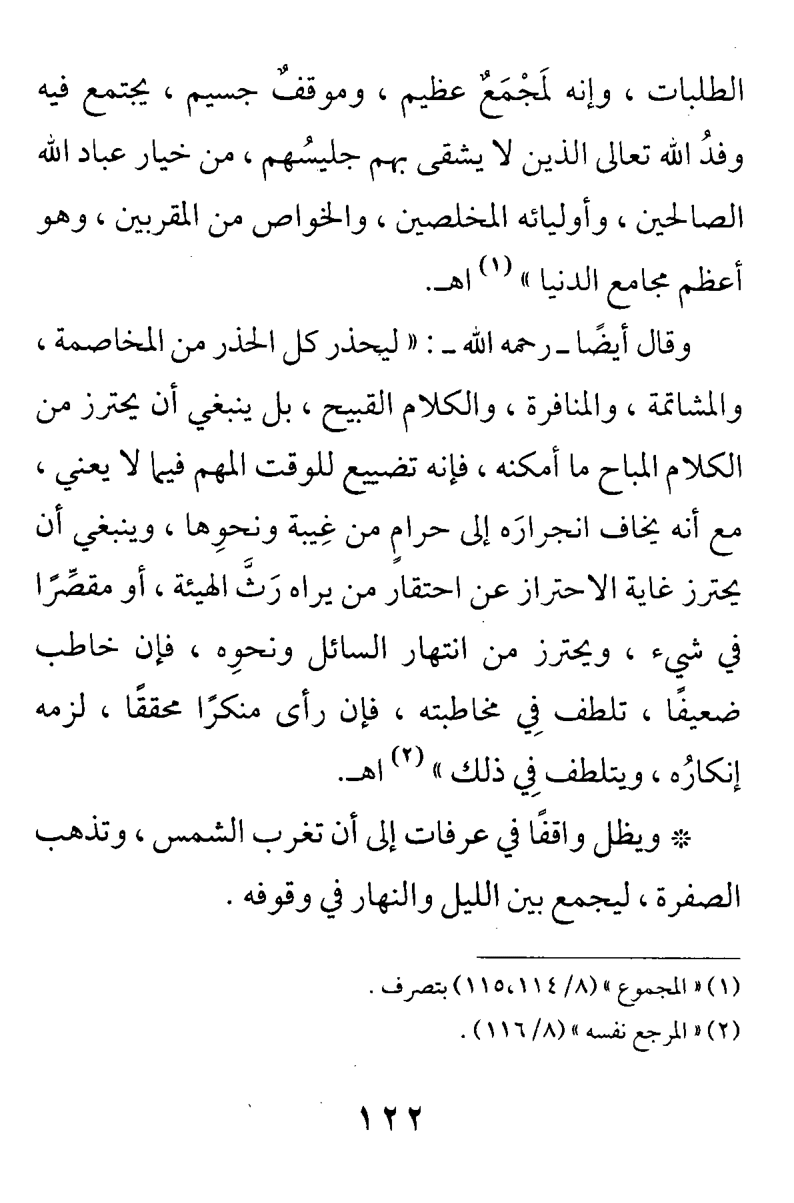 الطلبات ، وإنه لَمَجْمَعٌ عظيم ، وموقفٌ جسيم ، يجتمع فيه
وفدُ الله تعالى الذين لا يشقى بهم جليسُهم ، من خيار عباد الله
الصالحين ، وأوليائه المخلصين ، والخواص من المقربين ، وهو
أعظم مجامع الدنيا » (١) اهـ.
وقال أيضًا ـ رحمه الله ـ : « ليحذر كل الحذر من المخاصمة ،
والمشاتمة ، والمنافرة ، والكلام القبيح ، بل ينبغي أن يحترز من
الكلام المباح ما أمكنه ، فإنه تضييع للوقت المهم فيما لا يعني ،
مع أنه يخاف انجرارَه إلى حرامٍ من غِيبة ونحوِها ، وينبغي أن
يحترز غاية الاحتراز عن احتقار من يراه رَثَّ الهيئة ، أو مقصِّرًا
في شيء ، ويحترز من انتهار السائل ونحوِه ، فإن خاطب
ضعيفًا ، تلطف فِي مخاطبته ، فإن رأى منكرًا محققًا ، لزمه
إنكارُه ، ويتلطف فِي ذلك » (٢) اهـ.
* ويظل واقفًا في عرفات إلى أن تغرب الشمس ، وتذهب
الصفرة ، ليجمع بين الليل والنهار في وقوفه .
(١) « المجموع » (٨/ ١١٤،١١٥) بتصرف .
(٢) « المرجع نفسه » (٨/ ١١٦) .
١٢٢